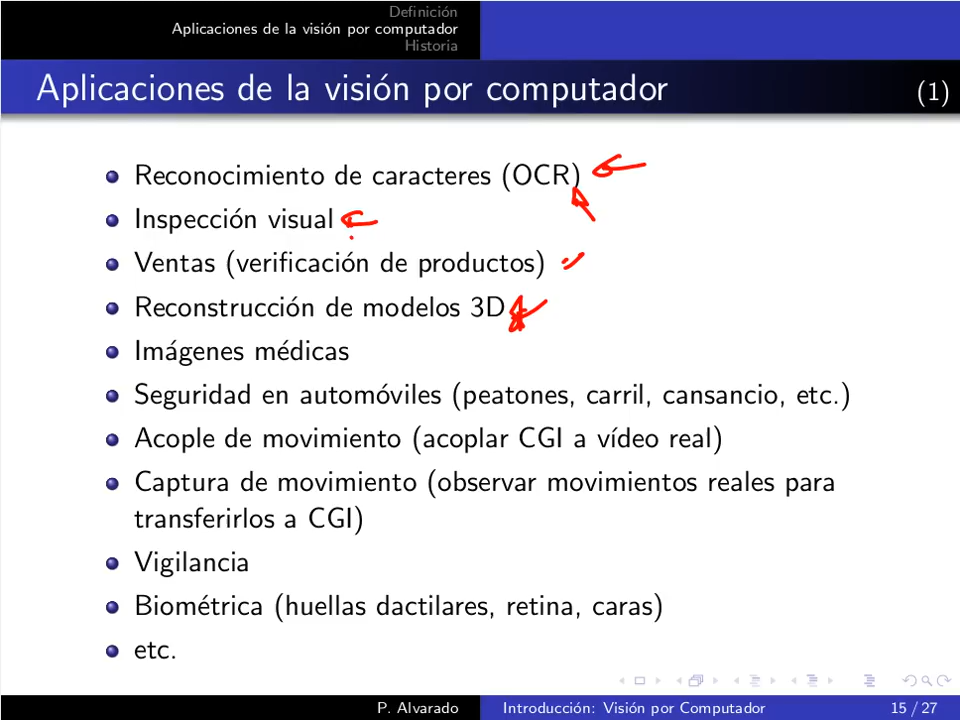 Definición
Aplicaciones de la visión por computador
Historia
Aplicaciones de la visión por computador (1)
Reconocimiento de caracteres (OCR)
Inspección visual
Ventas (verificación de productos)
Reconstrucción de modelos 3D
Imágenes médicas
Seguridad en automóviles (peatones, carril, cansancio, etc.)
Acople de movimiento (acoplar CGI a vídeo real)
Captura de movimiento (observar movimientos reales para
transferirlos a CGI)
Vigilancia
Biométrica (huellas dactilares, retina, caras)
etc.
P. Alvarado Introducción: Visión por Computador 15 / 27